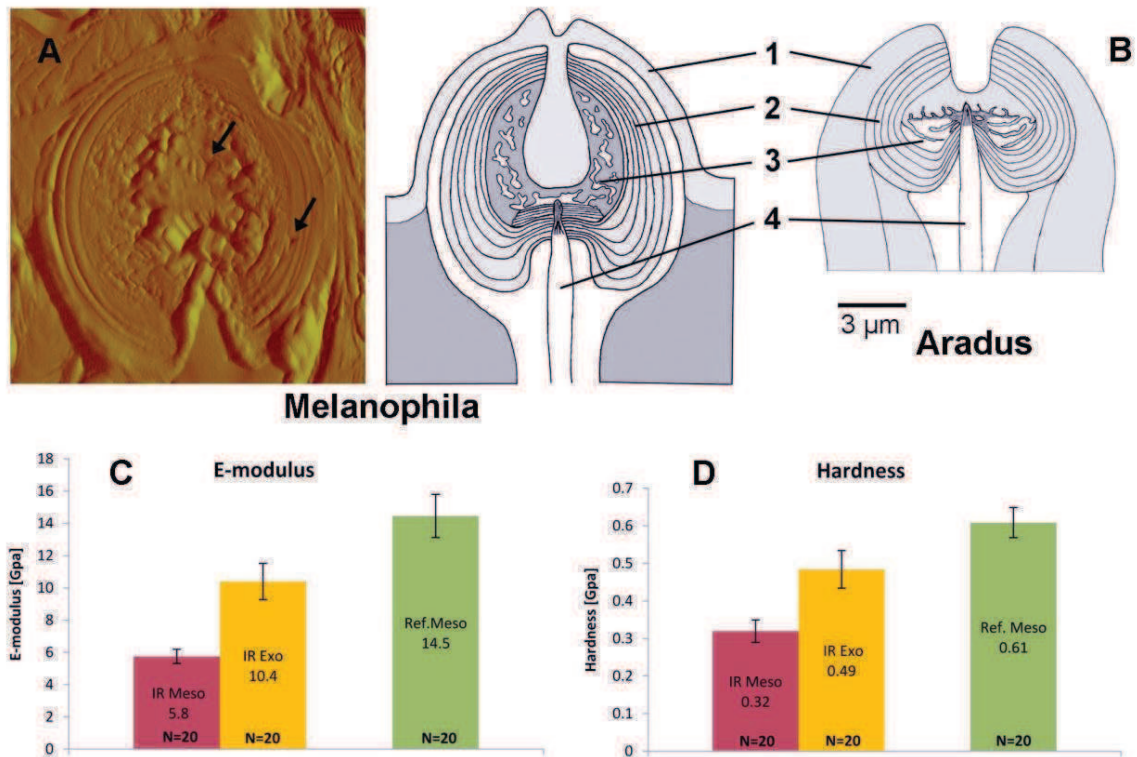 A
B
1
2
3
4
3 µm
Aradus
Melanophila
C
E-modulus
E-modulus [Gpa]
18
16
14
12
10
8
6
4
2
0
IR Meso
5.8
N=20
IR Exo
10.4
N=20
Ref.Meso
14.5
N=20
D
Hardness
Hardness [Gpa]
0.7
0.6
0.5
0.4
0.3
0.2
0.1
0
IR Meso
0.32
N=20
IR Exo
0.49
N=20
Ref. Meso
0.61
N=20